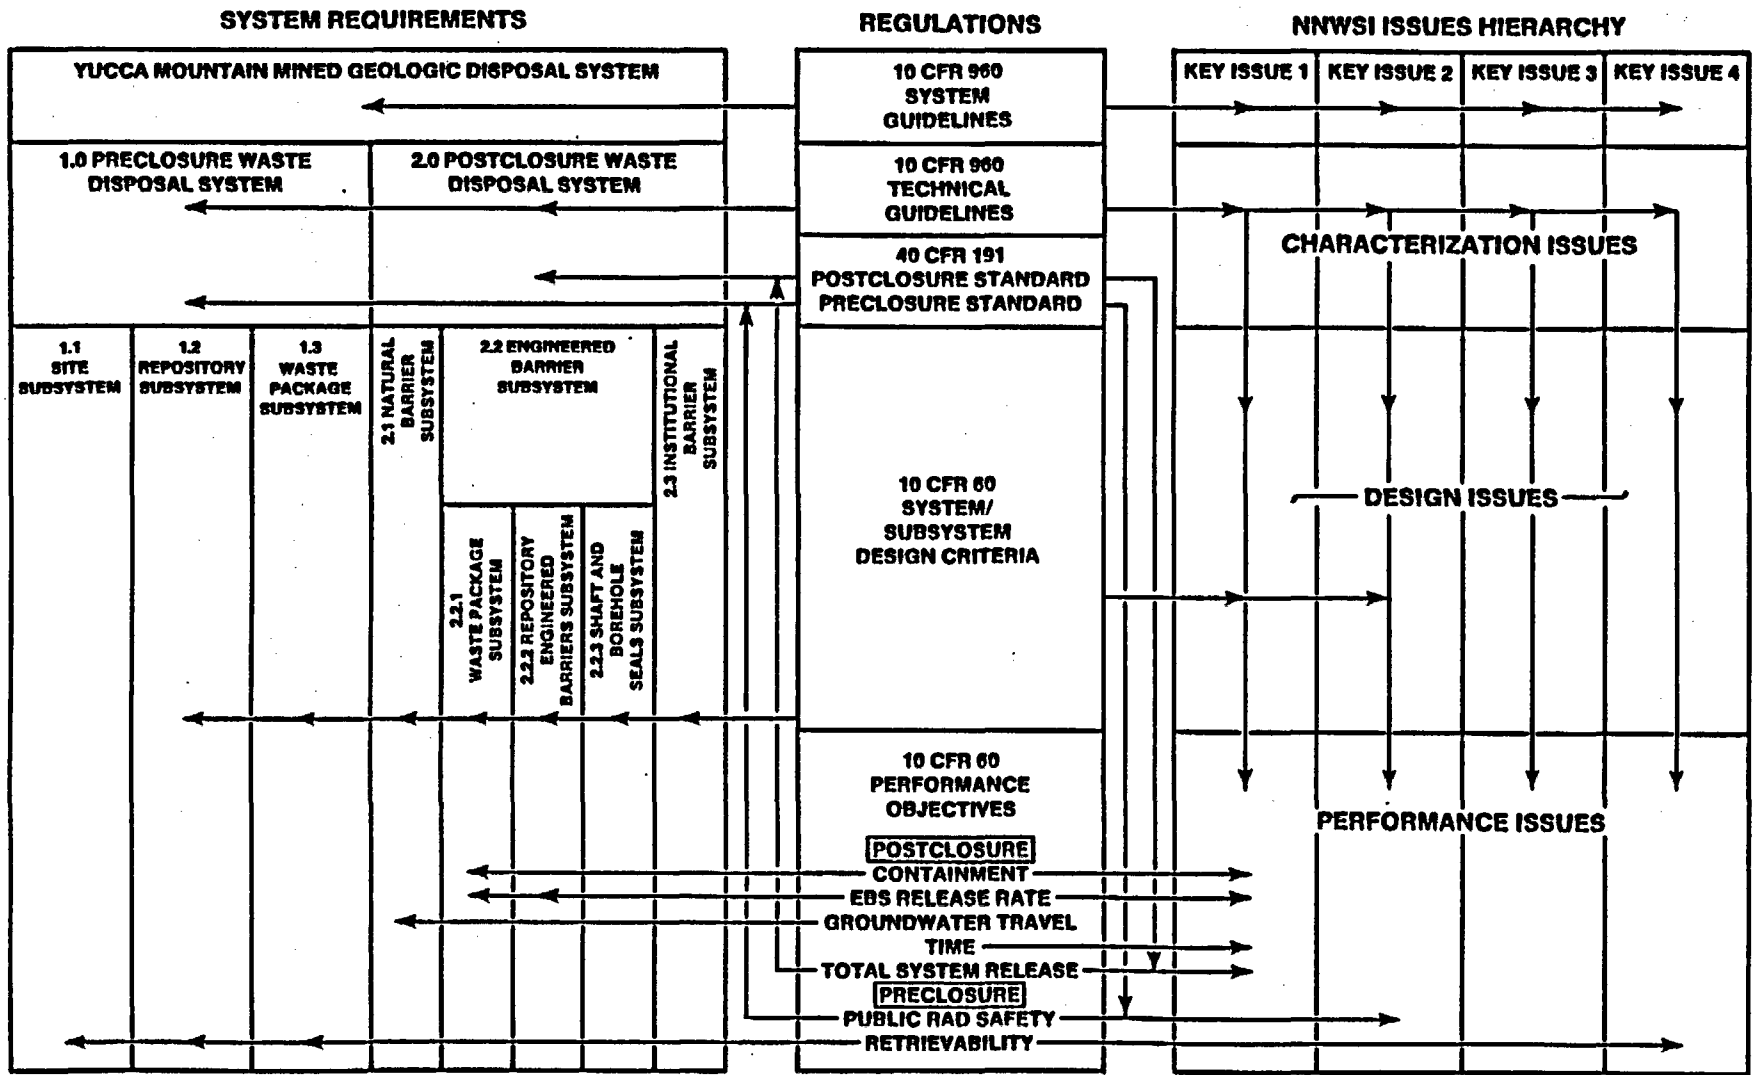 SYSTEM REQUIREMENTS
YUCCA MOUNTAIN MINED GEOLOGIC DISPOSAL SYSTEM
1.0 PRECLOSURE WASTE
DISPOSAL SYSTEM
2.0 POSTCLOSURE WASTE
DISPOSAL SYSTEM
1.1
SITE
SUBSYSTEM
1.2
REPOSITORY
SUBSYSTEM
1.3
WASTE
PACKAGE
SUBSYSTEM
2.1 NATURAL
BARRIER
SUBSYSTEM
2.2 ENGINEERED
BARRIER
SUBSYSTEM
2.2.1
WASTE PACKAGE
SUBSYSTEM
2.2.2 REPOSITORY
ENGINEERED
BARRIERS SUBSYSTEM
2.2.3 SHAFT AND
BOREHOLE
SEALS SUBSYSTEM
2.3 INSTITUTIONAL
BARRIER
SUBSYSTEM
REGULATIONS
10 CFR 960
SYSTEM
GUIDELINES
10 CFR 960
TECHNICAL
GUIDELINES
40 CFR 191
POSTCLOSURE STANDARD
PRECLOSURE STANDARD
10 CFR 60
SYSTEM/
SUBSYSTEM
DESIGN CRITERIA
10 CFR 60
PERFORMANCE
OBJECTIVES
POSTCLOSURE
CONTAINMENT
EBS RELEASE RATE
GROUNDWATER TRAVEL
TIME
TOTAL SYSTEM RELEASE
PRECLOSURE
PUBLIC RAD SAFETY
RETRIEVABILITY
NNWSI ISSUES HIERARCHY
KEY ISSUE 1
KEY ISSUE 2
KEY ISSUE 3
KEY ISSUE 4
CHARACTERIZATION ISSUES
DESIGN ISSUES
PERFORMANCE ISSUES